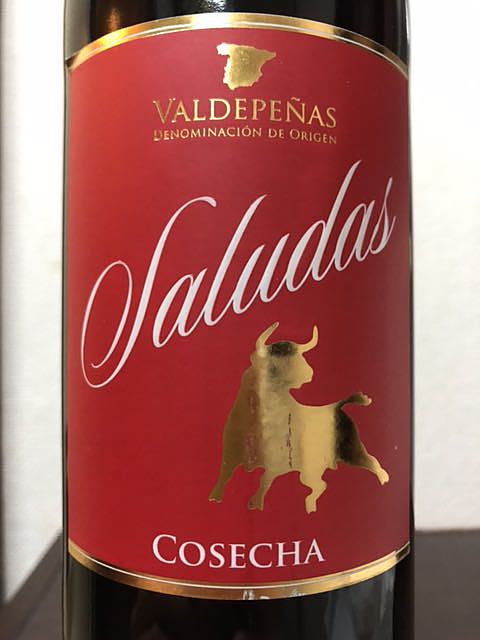 VALDEPEÑAS
DENOMINACIÓN DE ORIGEN
Saludas
COSECHA